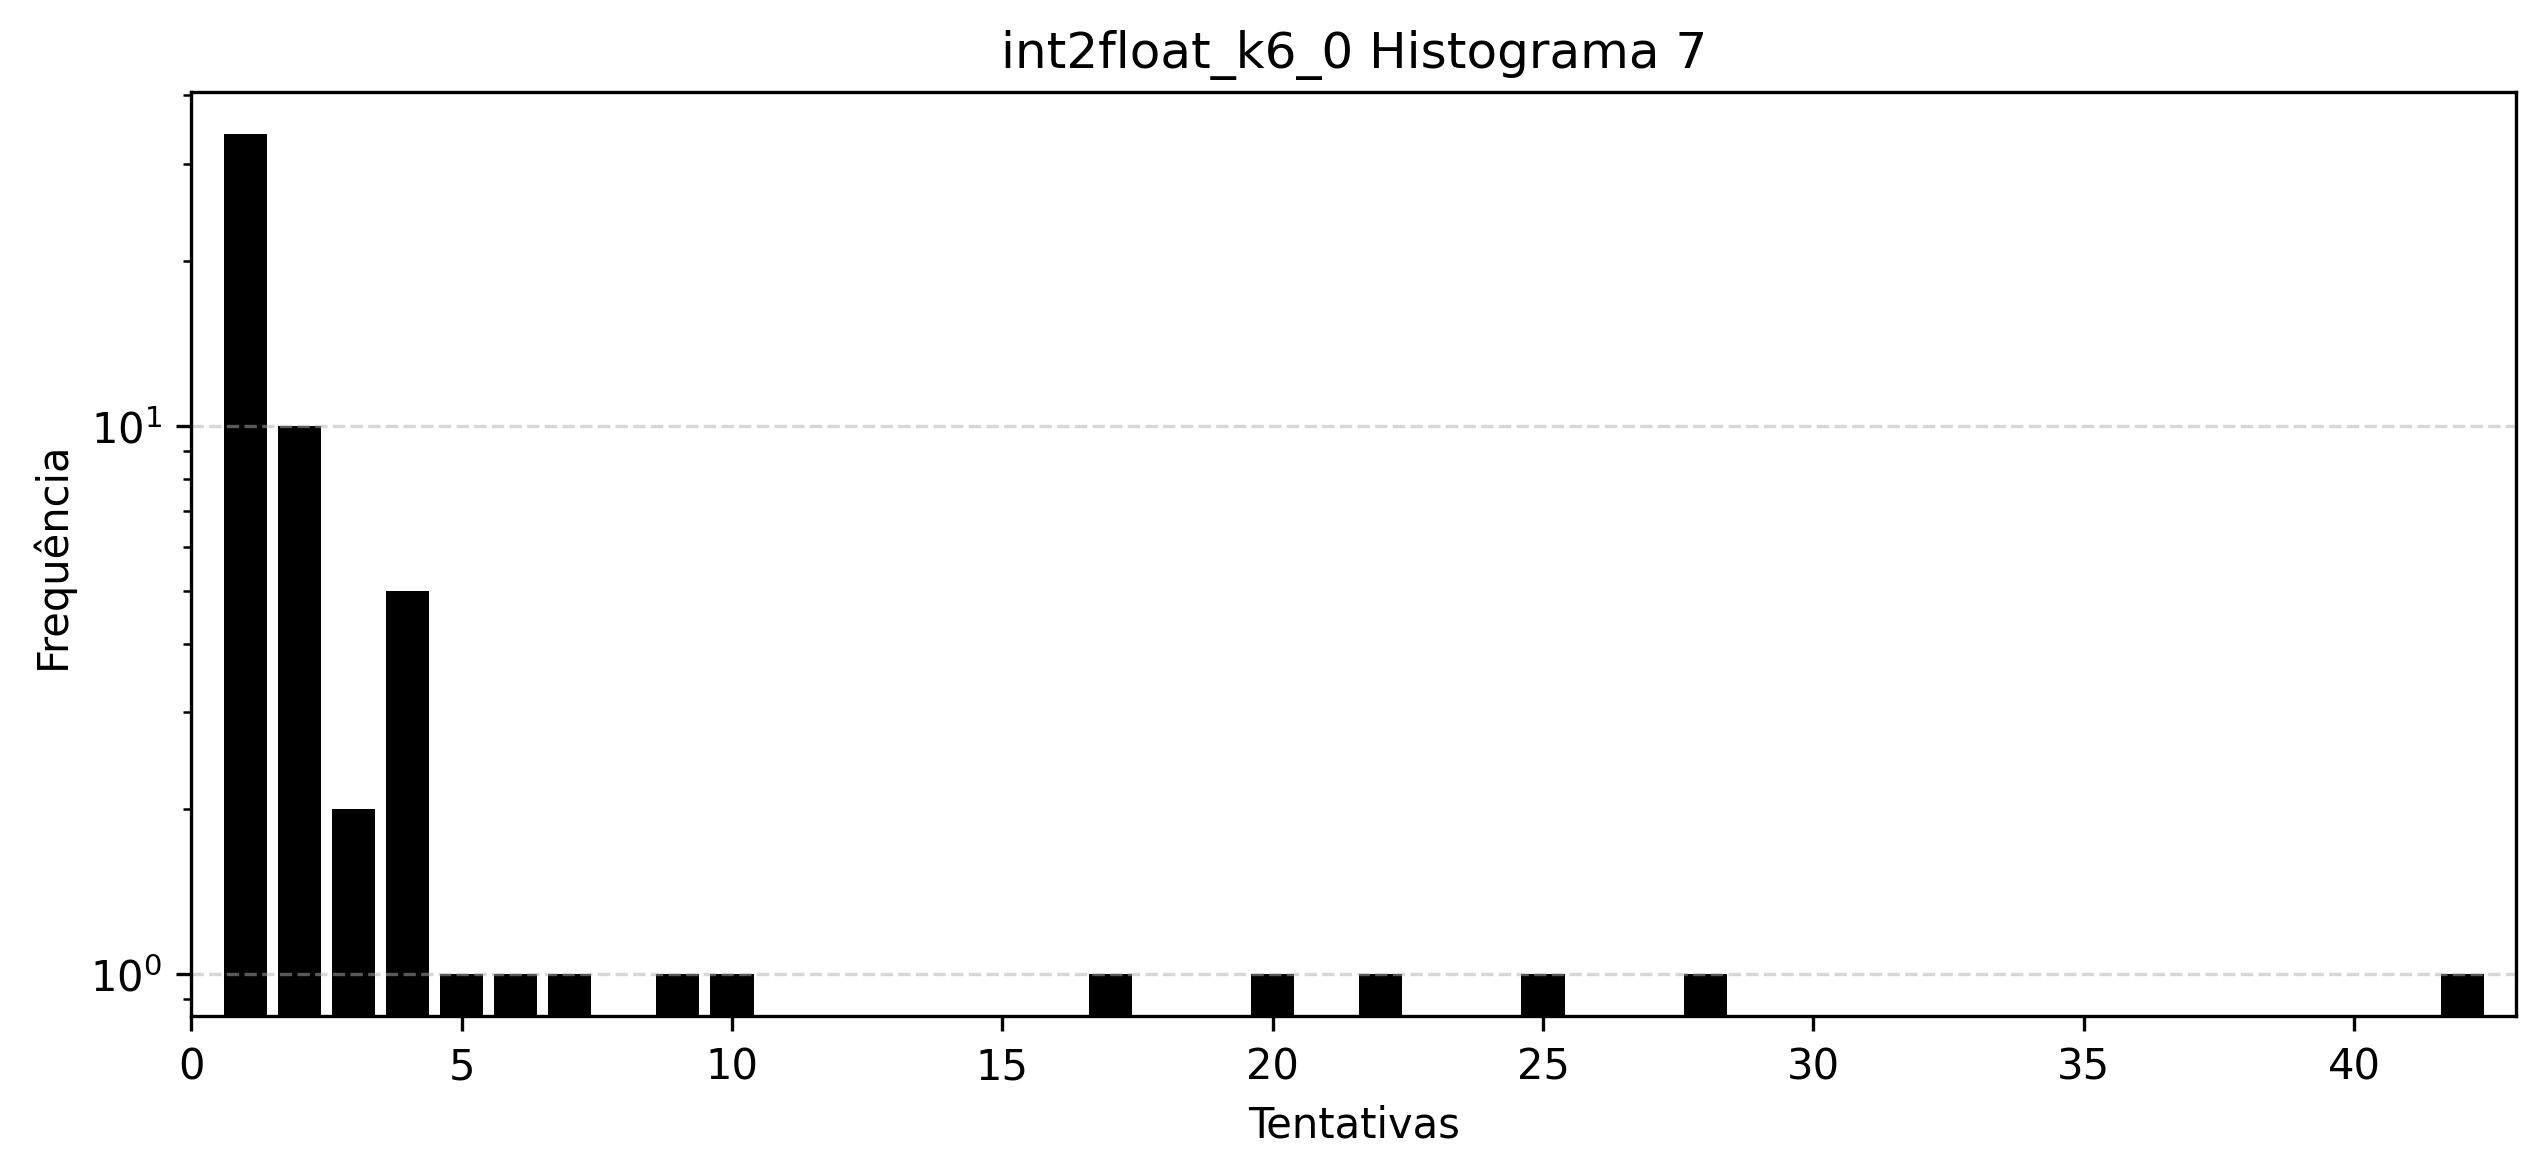 int2float_k6_0 Histograma 7
Frequência
10¹
10⁰
0 5 10 15 20 25 30 35 40
Tentativas